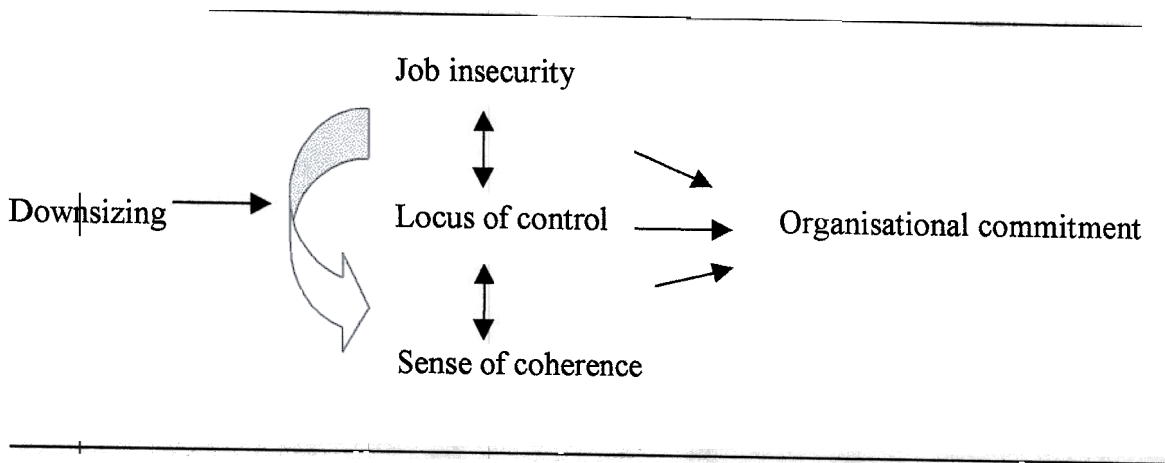 Job insecurity
Downsizing
Locus of control
Organisational commitment
Sense of coherence